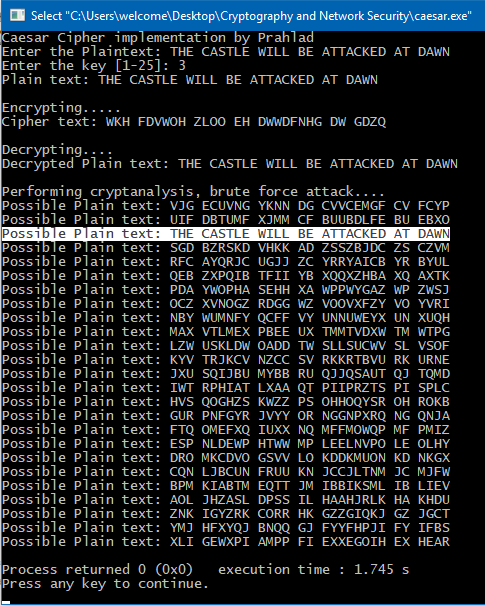 Select "C:\Users\welcome\Desktop\Cryptography and Network Security\caesar.exe"
Caesar Cipher implementation by Prahlad
Enter the Plaintext: THE CASTLE WILL BE ATTACKED AT DAWN
Enter the key [1-25]: 3
Plain text: THE CASTLE WILL BE ATTACKED AT DAWN
Encrypting.....
Cipher text: WKH FDVWOH ZLOO EH DWWDFNHG DW GDZQ
Decrypting....
Decrypted Plain text: THE CASTLE WILL BE ATTACKED AT DAWN
Performing cryptanalysis, brute force attack....
Possible Plain text: VJG ECUVNG YKNN DG CVVCEMGF CV FCYP
Possible Plain text: UIF DBTUMF XJMM CF BUUBDLFE BU EBXO
Possible Plain text: THE CASTLE WILL BE ATTACKED AT DAWN
Possible Plain text: SGD BZRSKD VHKK AD ZSSZBJDC ZS CZVM
Possible Plain text: RFC AYQRJC UGJJ ZC YRRYAICB YR BYUL
Possible Plain text: QEB ZXPQIB TFII YB XQQXZHBA XQ AXTK
Possible Plain text: PDA YWOPHA SEHH XA WPPWYGAZ WP ZWSJ
Possible Plain text: OCZ XVNOGZ RDGG WZ VOOVXFZY VO YVRI
Possible Plain text: NBY WUMNFY QCFF VY UNNUWEYX UN XUQH
Possible Plain text: MAX VTLMEX PBEE UX TMMTVDXW TM WTPG
Possible Plain text: LZW USKLDW OADD TW SLLSUCWV SL VSOF
Possible Plain text: KYV TRJKCV NZCC SV RKKRTBVU RK URNE
Possible Plain text: JXU SQIJBU MYBB RU QJJQSAUT QJ TQMD
Possible Plain text: IWT RPHIAT LXAA QT PIIPRZTS PI SPLC
Possible Plain text: HVS QOGHZS KWZZ PS OHHOQYSR OH ROKB
Possible Plain text: GUR PNFGYR JVYY OR NGGNPXRQ NG QNJA
Possible Plain text: FTQ OMEFXQ IUXX NQ MFFMOWQP MF PMIZ
Possible Plain text: ESP NLDEWP HTWW MP LEELNVPO LE OLHY
Possible Plain text: DRO MKCDVO GSVV LO KDDKMUON KD NKGX
Possible Plain text: CQN LJBCUN FRUU KN JCCJLTNM JC MJFW
Possible Plain text: BPM KIABTM EQTT JM IBBIKSML IB LIEV
Possible Plain text: AOL JHZASL DPSS IL HAAHJRLK HA KHDU
Possible Plain text: ZNK IGYZRK CORR HK GZZGIQKJ GZ JGCT
Possible Plain text: YMJ HFXYQJ BNQQ GJ FYYFHPJI FY IFBS
Possible Plain text: XLI GEWXPI AMPP FI EXXEGOIH EX HEAR
Process returned 0 (0x0)   execution time : 1.745 s
Press any key to continue.